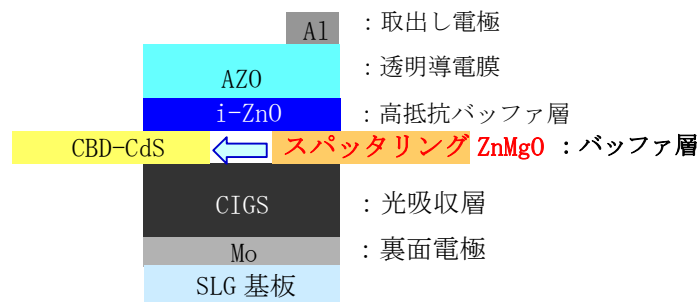 Al ：取出し電極
AZO ：透明導電膜
i-ZnO ：高抵抗バッファ層
CBD-CdS スパッタリング ZnMgO ：バッファ層
CIGS ：光吸収層
Mo ：裏面電極
SLG 基板